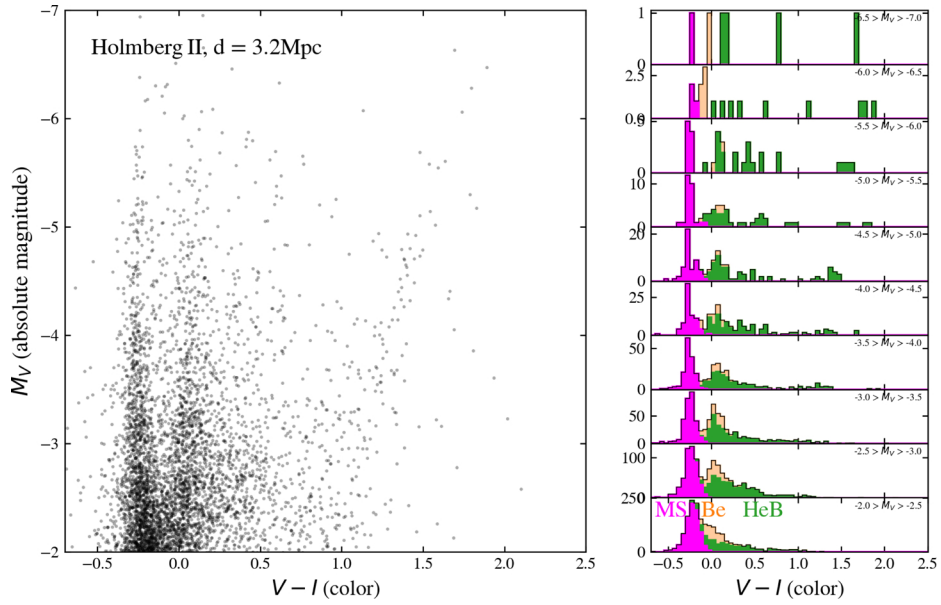 Holmberg II, d = 3.2Mpc
−7
−6
−5
−4
−3
−2
M_V (absolute magnitude)
−0.5 0.0 0.5 1.0 1.5 2.0 2.5
V − I (color)
1
0
-6.5 > M_V > -7.0
2.5
0.0
-6.0 > M_V > -6.5
0
-5.5 > M_V > -6.0
10
0
-5.0 > M_V > -5.5
20
0
-4.5 > M_V > -5.0
25
0
-4.0 > M_V > -4.5
50
0
-3.5 > M_V > -4.0
50
0
-3.0 > M_V > -3.5
100
0
-2.5 > M_V > -3.0
250
0
MS Be HeB
-2.0 > M_V > -2.5
−0.5 0.0 0.5 1.0 1.5 2.0 2.5
V − I (color)